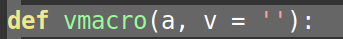 def vmacro(a, v = ''):